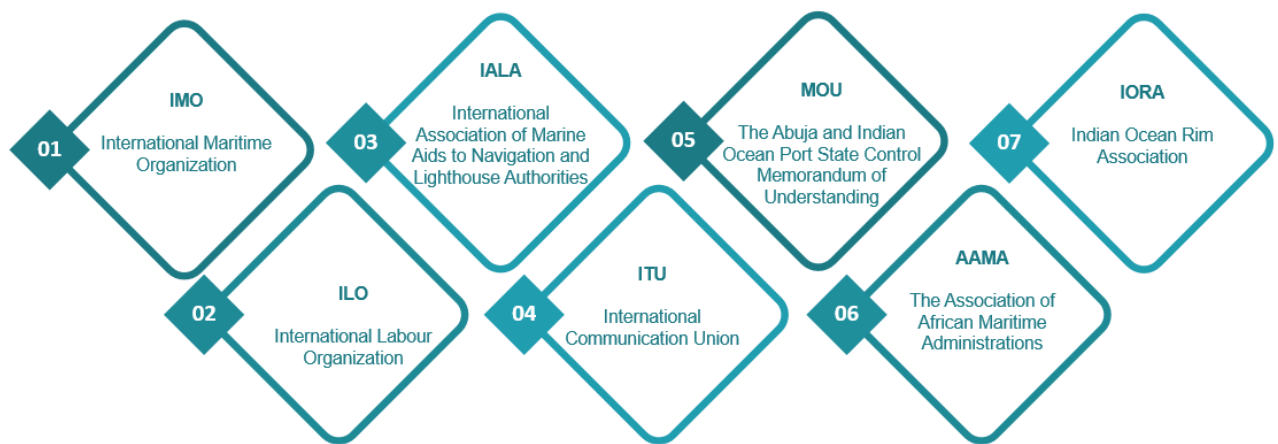 01
IMO
International Maritime
Organization
02
ILO
International Labour
Organization
03
IALA
International
Association of Marine
Aids to Navigation and
Lighthouse Authorities
04
ITU
International
Communication Union
05
MOU
The Abuja and Indian
Ocean Port State Control
Memorandum of
Understanding
06
AAMA
The Association of
African Maritime
Administrations
07
IORA
Indian Ocean Rim
Association